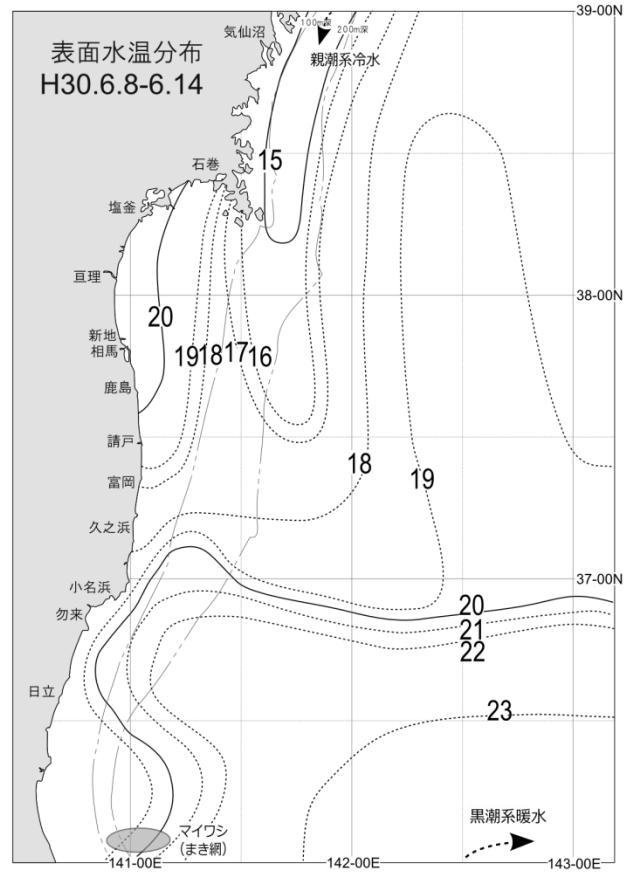 39-00N
気仙沼
100m深
200m深
表面水温分布
H30.6.8-6.14
親潮系冷水
石巻
15
塩釜
亘理
38-00N
20
新地
相馬
19
18
17
16
鹿島
請戸
18
19
富岡
久之浜
37-00N
小名浜
勿来
20
21
22
日立
23
マイワシ
(まき網)
黒潮系暖水
141-00E
142-00E
143-00E